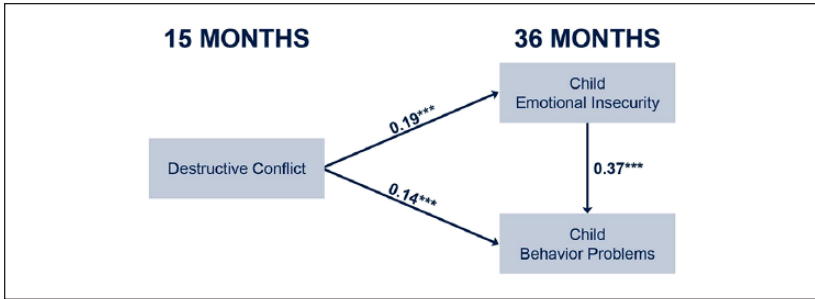 15 MONTHS
36 MONTHS
Child
Emotional Insecurity
0.19***
Destructive Conflict
0.37***
0.14***
Child
Behavior Problems